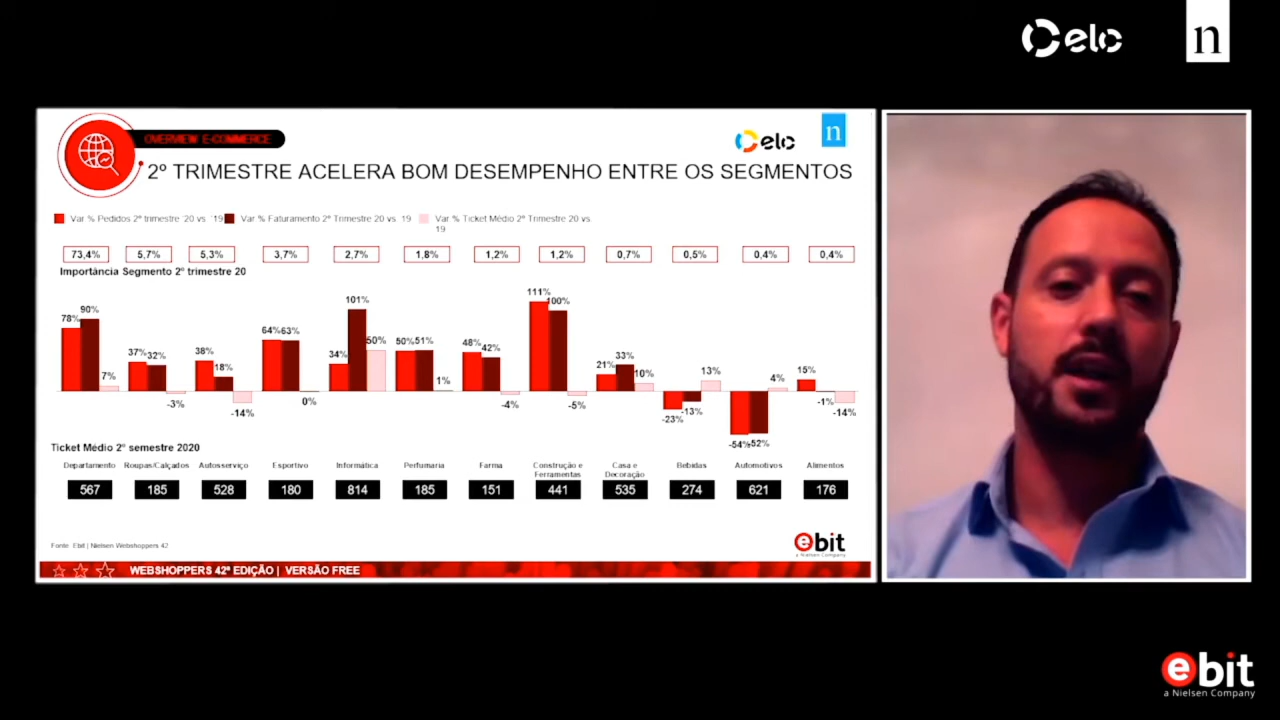 elo
n
OVERVIEW E-COMMERCE
elo
n
2º TRIMESTRE ACELERA BOM DESEMPENHO ENTRE OS SEGMENTOS
Var % Pedidos 2º trimestre ´20 vs ´19 Var % Faturamento 2º Trimestre 20 vs. 19 Var % Ticket Médio 2º Trimestre 20 vs.
19
73,4% 5,7% 5,3% 3,7% 2,7% 1,8% 1,2% 1,2% 0,7% 0,5% 0,4% 0,4%
Importância Segmento 2º trimestre 20
78% 90% 7%
37% 32% -3%
38% 18% -14%
64% 63% 0%
34% 101% 50%
50% 51% 1%
48% 42% -4%
111% 100% -5%
21% 33% 10%
-23% -13% 13%
-54% -52% 4%
15% -1% -14%
Ticket Médio 2º semestre 2020
Departamento Roupas/Calçados Autosserviço Esportivo Informática Perfumaria Farma Construção e Casa e Bebidas Automotivos Alimentos
Ferramentas Decoração
567 185 528 180 814 185 151 441 535 274 621 176
Fonte: Ebit | Nielsen Webshoppers 42
ebit
a Nielsen Company
WEBSHOPPERS 42ª EDIÇÃO | VERSÃO FREE
ebit
a Nielsen Company